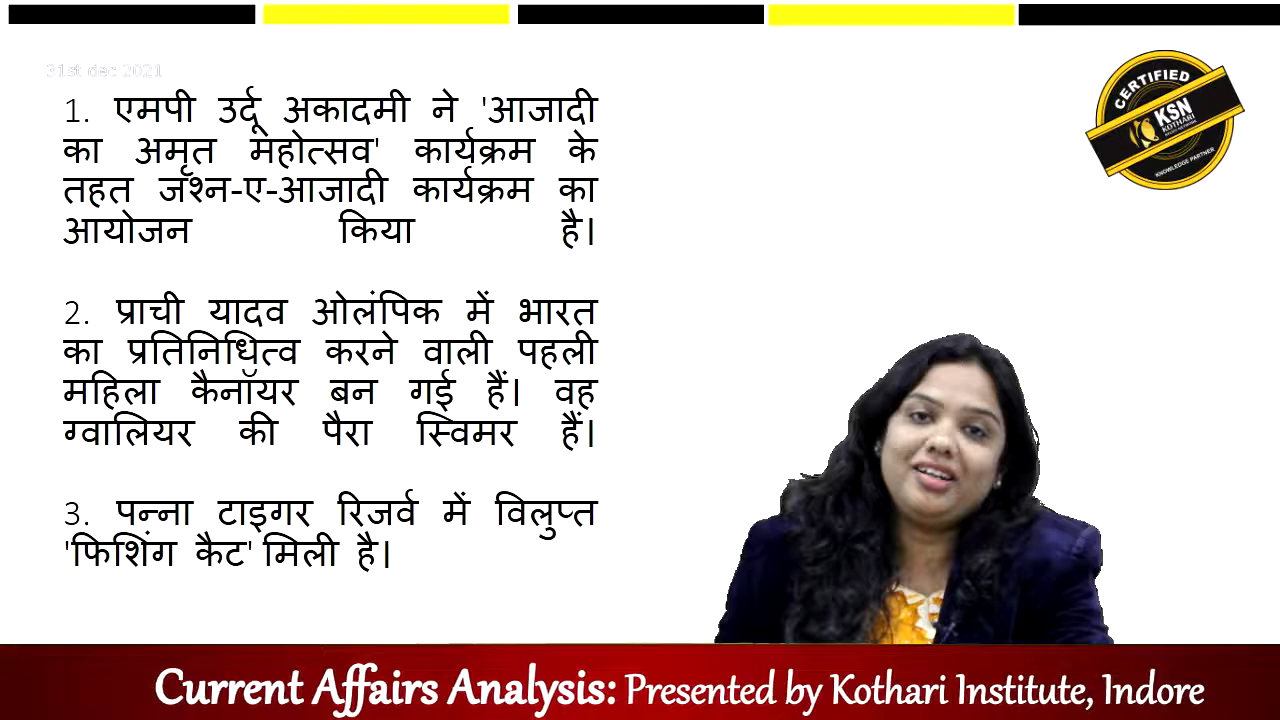 31st dec 2021
1. एमपी उर्दू अकादमी ने 'आजादी
का अमृत महोत्सव' कार्यक्रम के
तहत जश्न-ए-आजादी कार्यक्रम का
आयोजन किया है।
2. प्राची यादव ओलंपिक में भारत
का प्रतिनिधित्व करने वाली पहली
महिला कैनॉयर बन गई हैं। वह
ग्वालियर की पैरा स्विमर हैं।
3. पन्ना टाइगर रिजर्व में विलुप्त
'फिशिंग कैट' मिली है।
CERTIFIED
KSN
KOTHARI
KNOWLEDGE PARTNER
Current Affairs Analysis: Presented by Kothari Institute, Indore